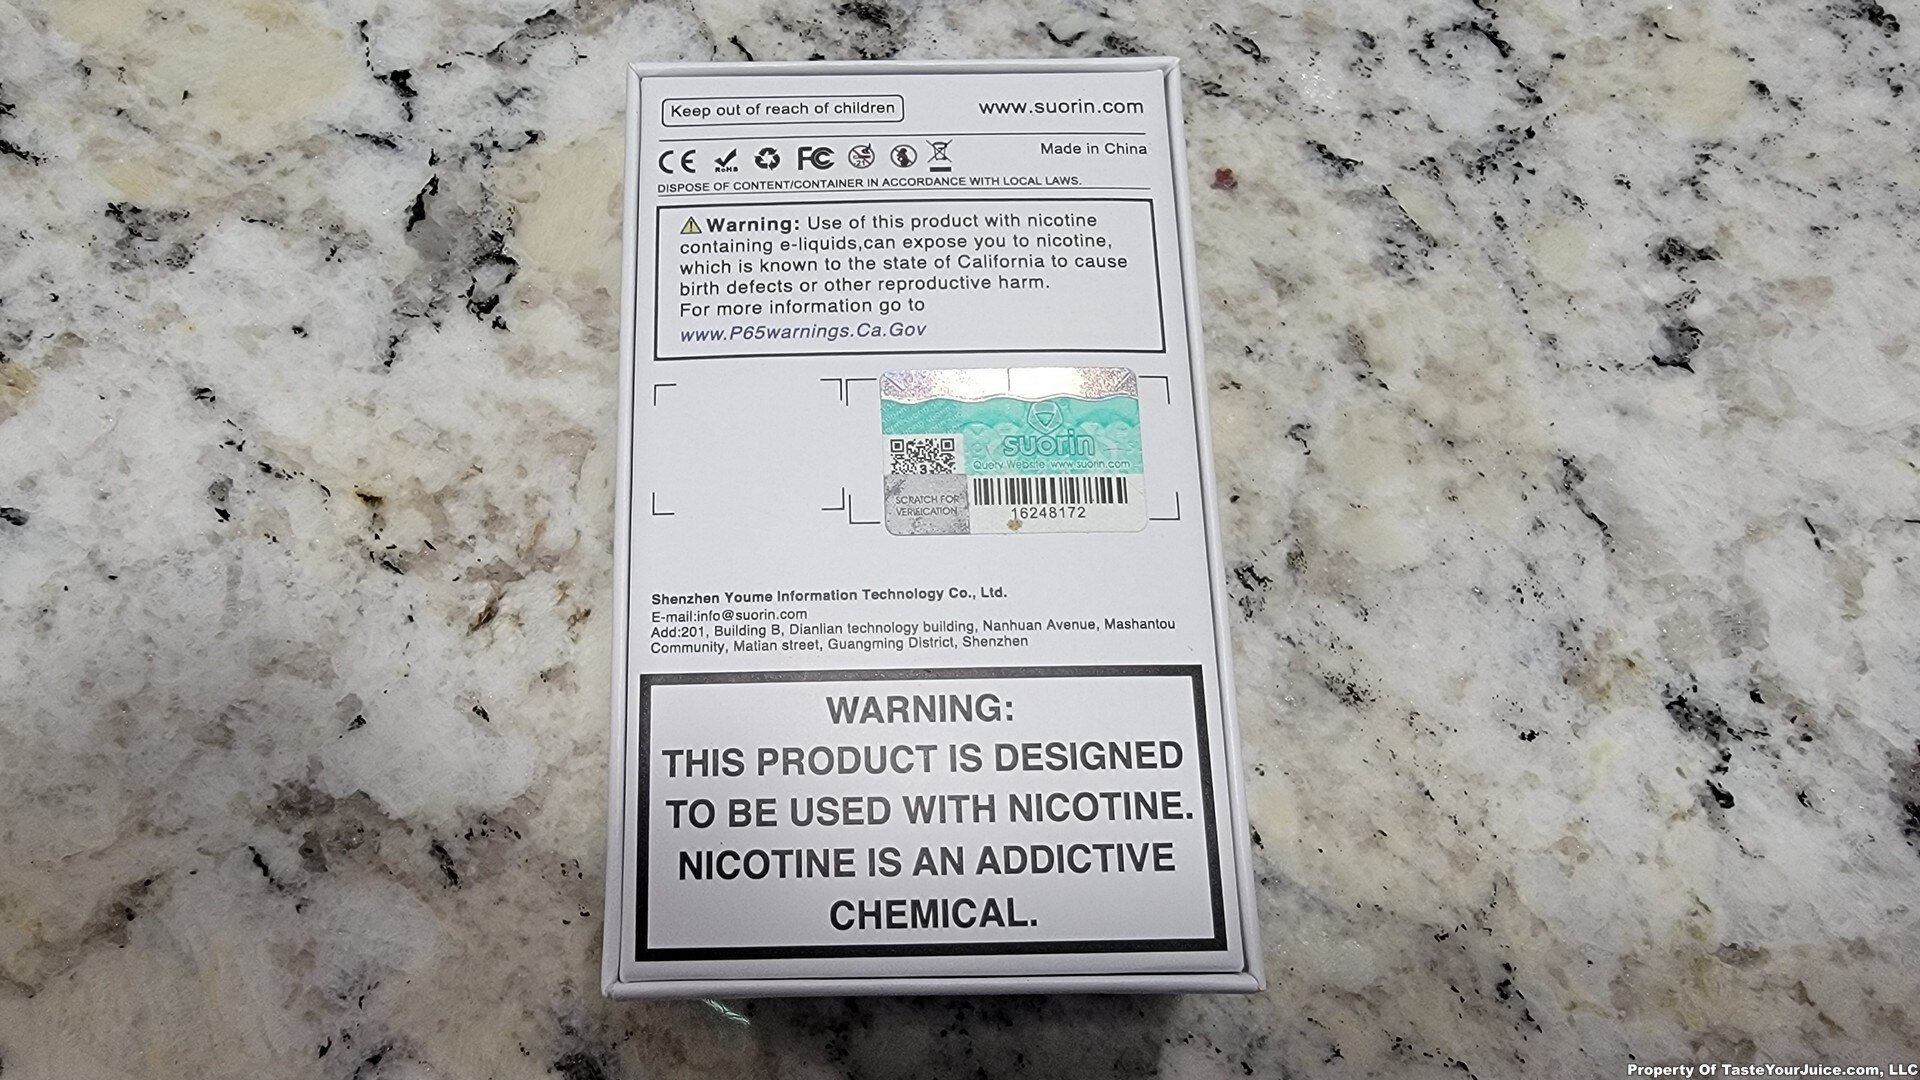 Keep out of reach of children
www.suorin.com
CE RoHS FC 21
Made in China
DISPOSE OF CONTENT/CONTAINER IN ACCORDANCE WITH LOCAL LAWS.
Warning: Use of this product with nicotine
containing e-liquids,can expose you to nicotine,
which is known to the state of California to cause
birth defects or other reproductive harm.
For more information go to
www.P65warnings.Ca.Gov
suorin
Query Website www.suorin.com
3
SCRATCH FOR
VERIFICATION
16248172
Shenzhen Youme Information Technology Co., Ltd.
E-mail:info@suorin.com
Add:201, Building B, Dianlian technology building, Nanhuan Avenue, Mashantou
Community, Matian street, Guangming District, Shenzhen
WARNING:
THIS PRODUCT IS DESIGNED
TO BE USED WITH NICOTINE.
NICOTINE IS AN ADDICTIVE
CHEMICAL.
Property Of TasteYourJuice.com, LLC